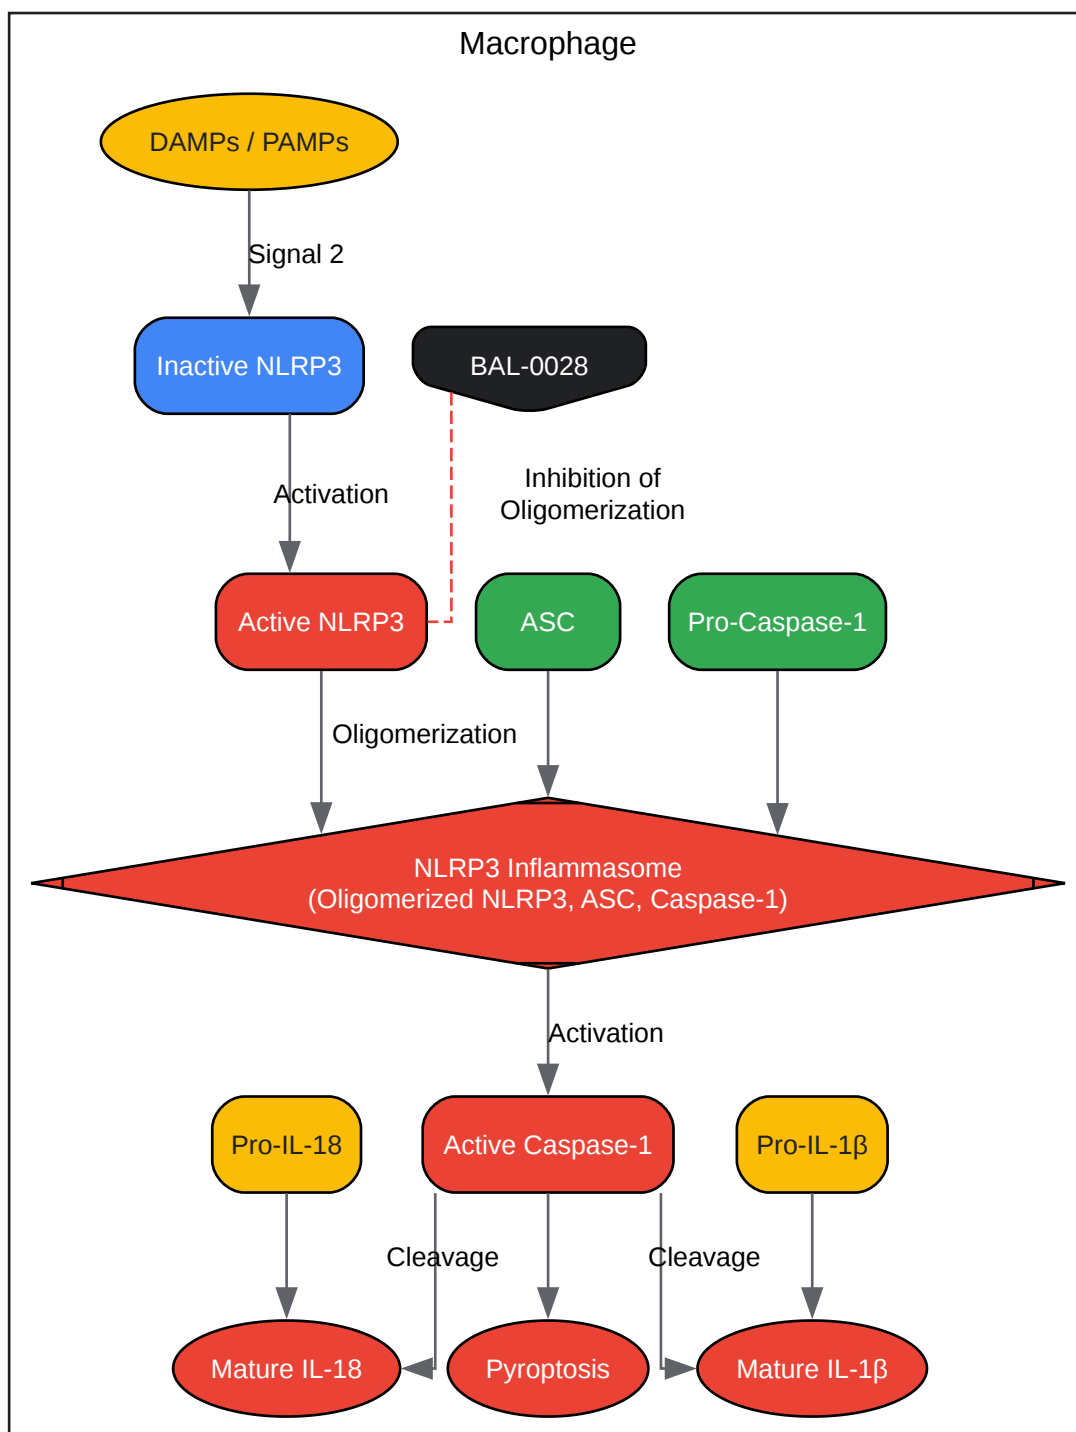 Macrophage
DAMPs / PAMPs
Signal 2
Inactive NLRP3
BAL-0028
Activation
Inhibition of
Oligomerization
Active NLRP3
ASC
Pro-Caspase-1
Oligomerization
NLRP3 Inflammasome
(Oligomerized NLRP3, ASC, Caspase-1)
Activation
Pro-IL-18
Active Caspase-1
Pro-IL-1β
Cleavage
Cleavage
Mature IL-18
Pyroptosis
Mature IL-1β